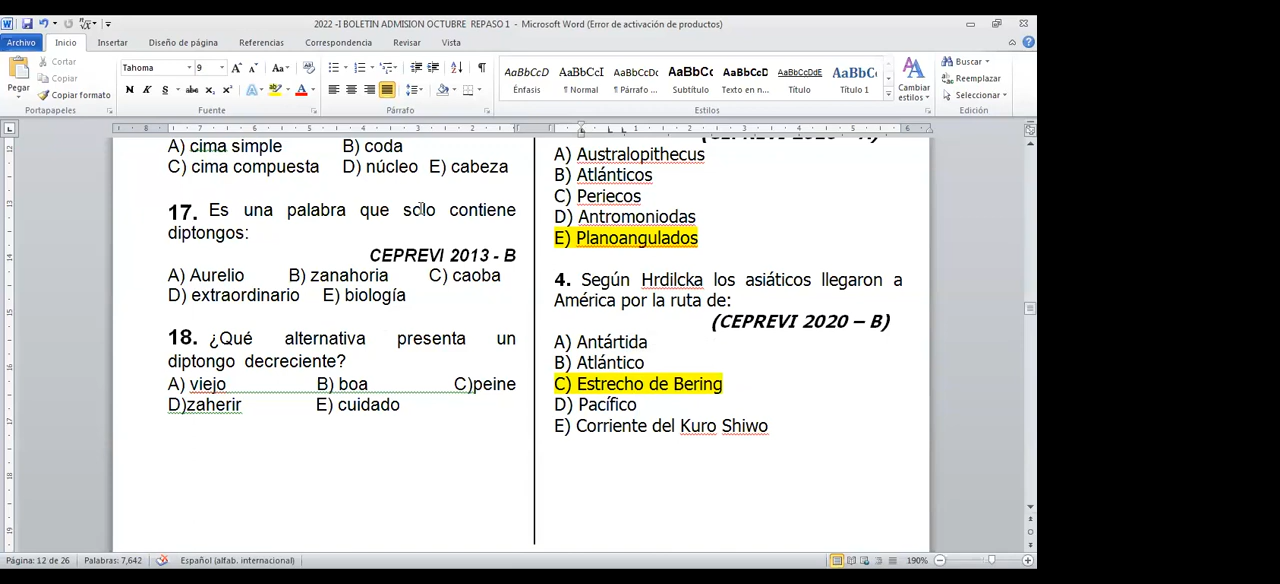 2022 -I BOLETIN ADMISION OCTUBRE REPASO 1 - Microsoft Word (Error de activación de productos)
Archivo Inicio Insertar Diseño de página Referencias Correspondencia Revisar Vista
Pegar
Cortar
Copiar
Copiar formato
Portapapeles
Tahoma 9
N K S abc x₂ x²
Fuente
Párrafo
AaBbCcD AaBbCcI AaBbCcDc AaBbCc AaBbCcD AaBbCcDdE AaBbC
Énfasis ¶ Normal ¶ Párrafo ... Subtítulo Texto en n... Título Título 1
Estilos
Cambiar estilos
Buscar
Reemplazar
Seleccionar
Edición
A) cima simple B) coda
C) cima compuesta D) núcleo E) cabeza
17. Es una palabra que solo contiene
diptongos:
CEPREVI 2013 - B
A) Aurelio B) zanahoria C) caoba
D) extraordinario E) biología
18. ¿Qué alternativa presenta un
diptongo decreciente?
A) viejo B) boa C)peine
D)zaherir E) cuidado
A) Australopithecus
B) Atlánticos
C) Periecos
D) Antromoniodas
E) Planoangulados
4. Según Hrdilcka los asiáticos llegaron a
América por la ruta de:
(CEPREVI 2020 – B)
A) Antártida
B) Atlántico
C) Estrecho de Bering
D) Pacífico
E) Corriente del Kuro Shiwo
Página: 12 de 26 Palabras: 7,642 Español (alfab. internacional) 190%